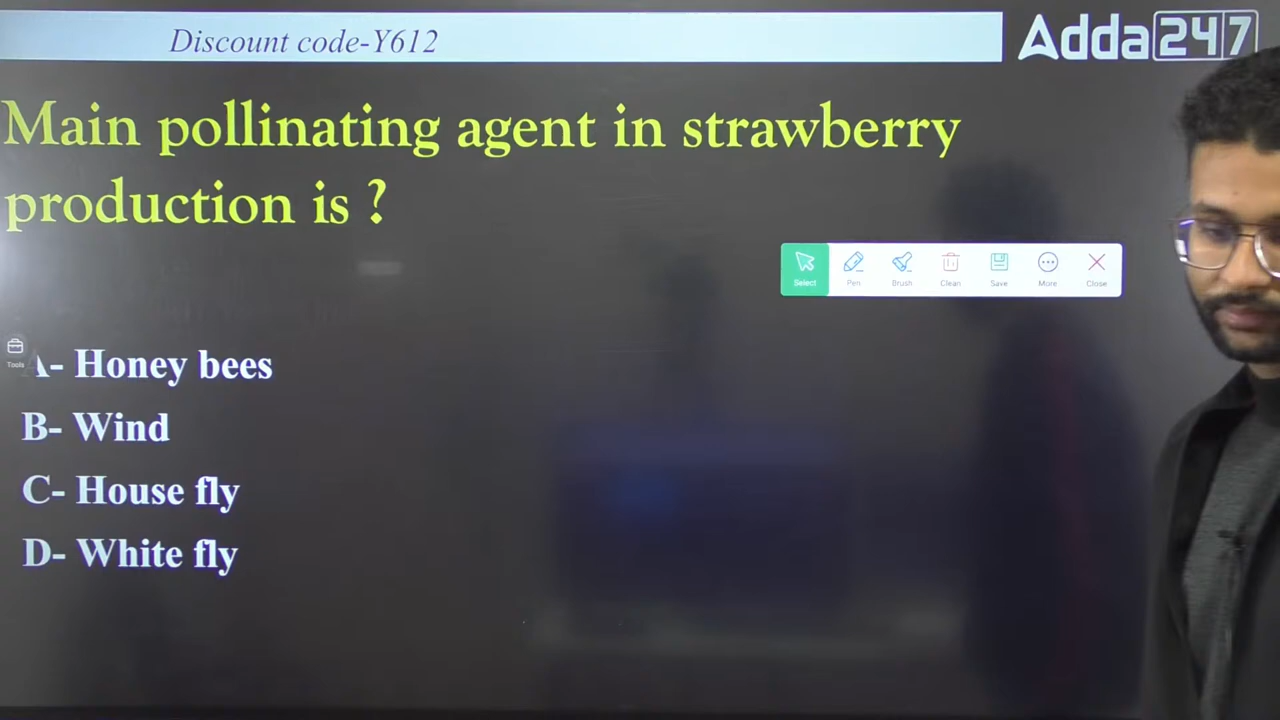 Discount code-Y612
Adda247
Main pollinating agent in strawberry
production is ?
Select Pen Brush Clean Save More Close
Tools
A- Honey bees
B- Wind
C- House fly
D- White fly